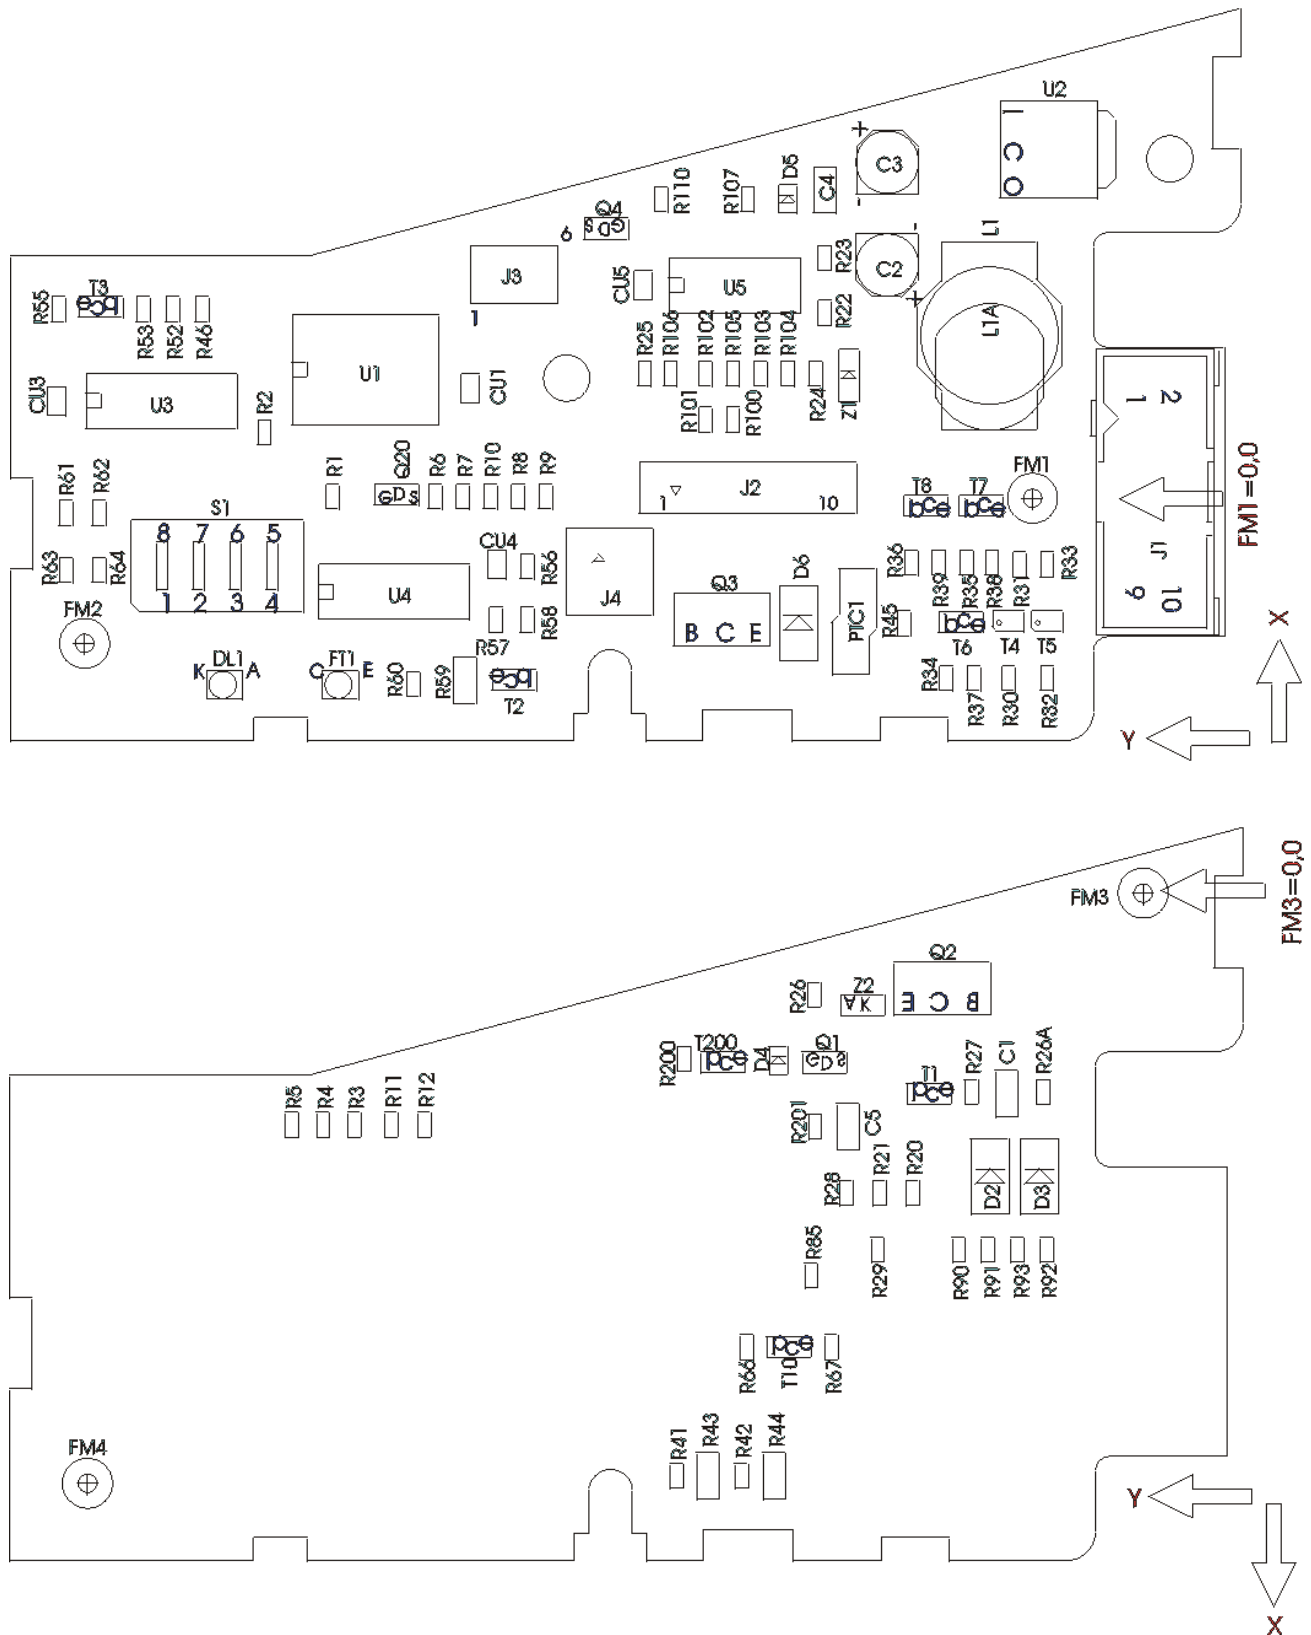 U2
I
C
O
+
C3
-
D5
C4
R107
R110
Q4
S D G
6
-
L1
R23
C2
+
J3
CU5
U5
R55
T3
e c b
R53
R52
R46
1
R25
R106
R102
R105
R103
R104
R22
L1A
U1
CU1
CU3
U3
R2
R101
R100
R24
Z1
2
1
R61
R62
R1
Q20
G D S
R6
R7
R10
R8
R9
J2
1
10
T8
b c e
T7
b c e
FM1
FM1=0,0
S1
8 7 6 5
1 2 3 4
R63
R64
CU4
R56
U4
R58
R57
J4
D6
Q3
B C E
PTC1
R36
R39
R35
R38
R31
R33
R45
b c e
T6
T4
T5
J1
9
10
FM2
K
DL1
A
C
FT1
E
R60
R59
e c b
T2
R34
R37
R30
R32
X
Y
FM3
FM3=0,0
Q2
E C B
R26
Z2
A K
R200
T200
b c e
D4
Q1
G D S
T1
b c e
R27
C1
R26A
R5
R4
R3
R11
R12
R201
C5
R28
R21
R20
D2
D3
R85
R29
R90
R91
R93
R92
R66
b c e
T10
R67
FM4
R41
R43
R42
R44
Y
X